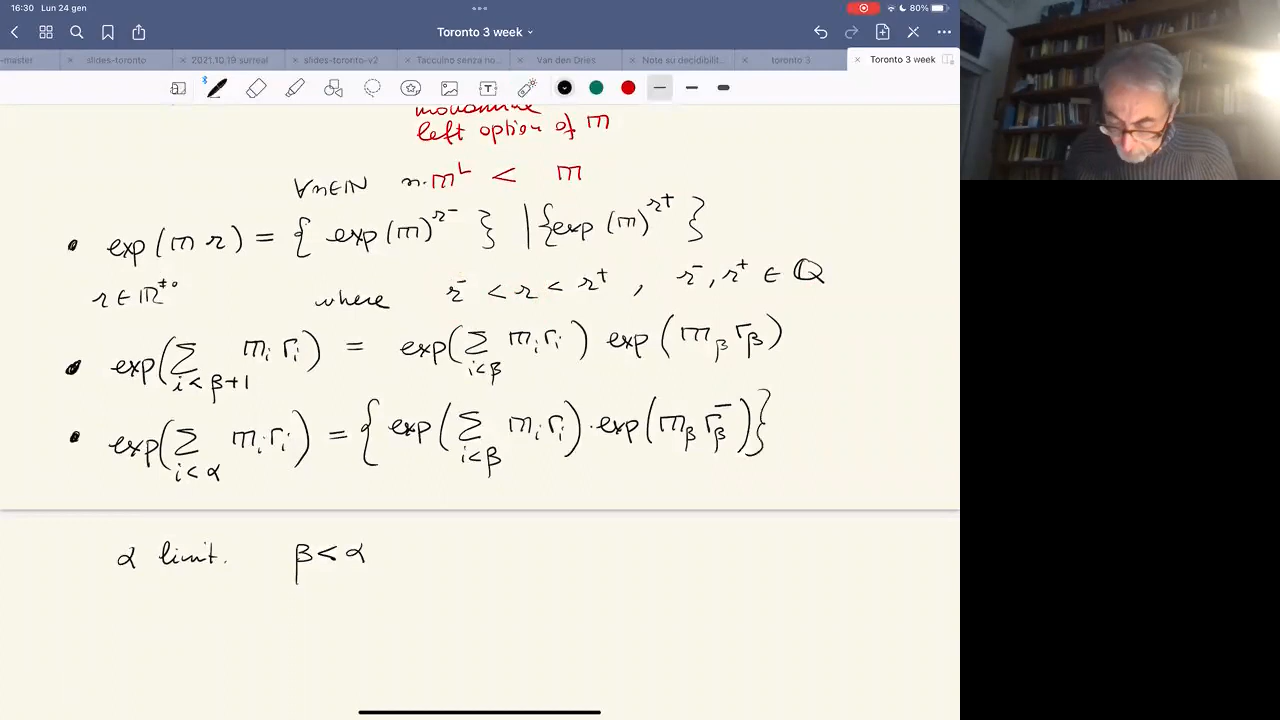 16:30 Lun 24 gen
80%
Toronto 3 week
-master
slides-toronto
2021.10.19 surreal
slides-toronto-v2
Taccuino senza no...
Van den Dries
Note su decidibilit...
toronto 3
Toronto 3 week
left option of m
∀n∈ℕ n·m^L < m
• exp(m r) = { exp(m)^{r^-} } | { exp(m)^{r^+} }
where r^- < r < r^+ , r^-, r^+ ∈ ℚ
• exp(∑_{i<β+1} m_i r_i) = exp(∑_{i<β} m_i r_i) exp(m_β r_β)
• exp(∑_{i<α} m_i r_i) = { exp(∑_{i<β} m_i r_i) · exp(m_β r_β^-) }
α limit. β < α